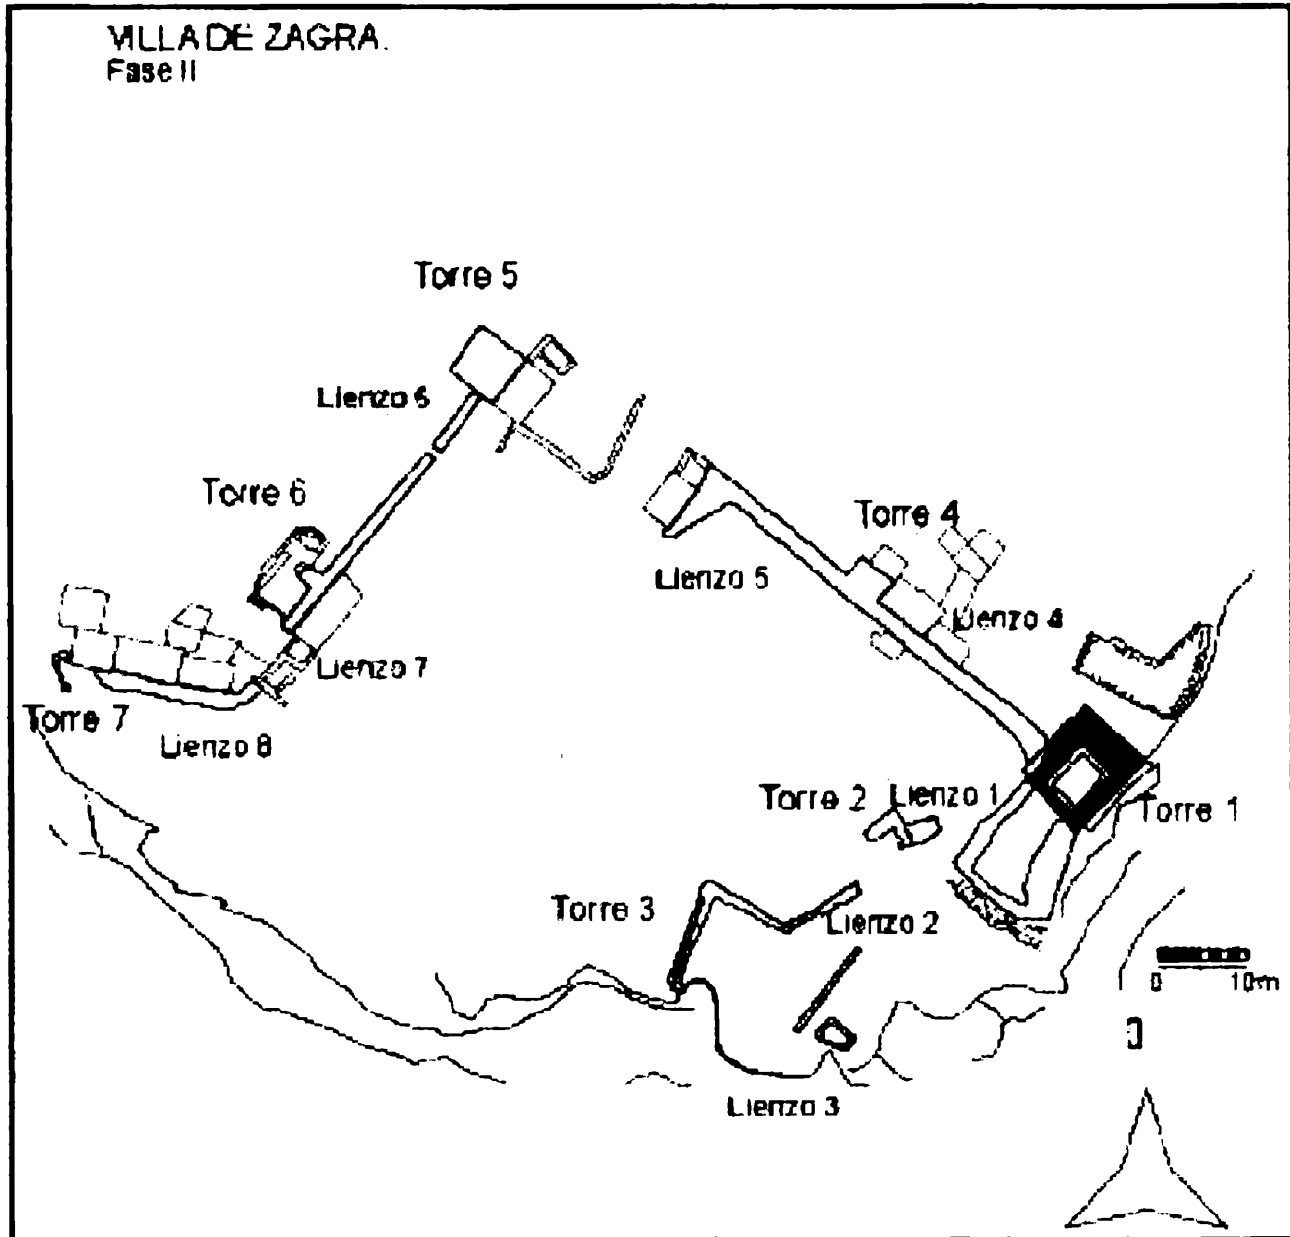 VILLA DE ZAGRA.
Fase II
Torre 5
Lienzo 6
Torre 6
Torre 4
Lienzo 5
Lienzo 4
Lienzo 7
Torre 7
Lienzo 8
Torre 2
Lienzo 1
Torre 1
Torre 3
Lienzo 2
0 10m
Lienzo 3